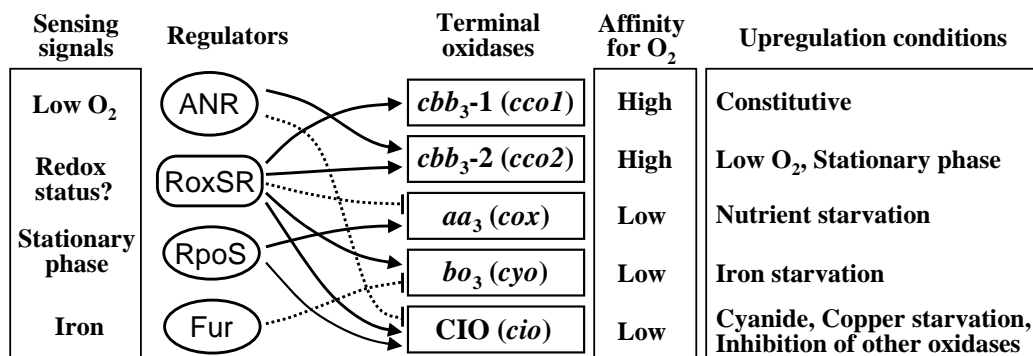 Sensing signals
Regulators
Terminal oxidases
Affinity for O₂
Upregulation conditions
Low O₂
ANR
cbb₃-1 (cco1)
High
Constitutive
Redox status?
RoxSR
cbb₃-2 (cco2)
High
Low O₂, Stationary phase
aa₃ (cox)
Low
Nutrient starvation
Stationary phase
RpoS
bo₃ (cyo)
Low
Iron starvation
Iron
Fur
CIO (cio)
Low
Cyanide, Copper starvation,
Inhibition of other oxidases